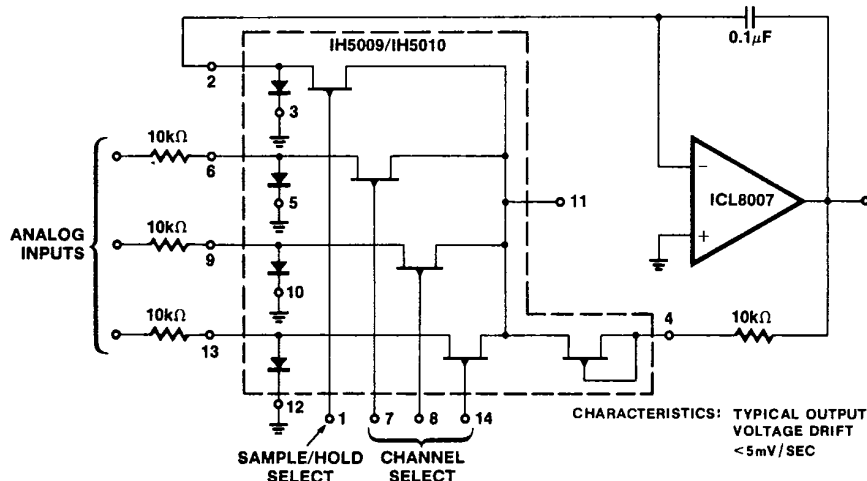 IH5009/IH5010
0.1μF
2
3
10kΩ
6
5
ICL8007
−
+
11
ANALOG
INPUTS
10kΩ
9
10
10kΩ
13
4
10kΩ
12
1
7
8
14
SAMPLE/HOLD
SELECT
CHANNEL
SELECT
CHARACTERISTICS: TYPICAL OUTPUT
VOLTAGE DRIFT
<5mV/SEC